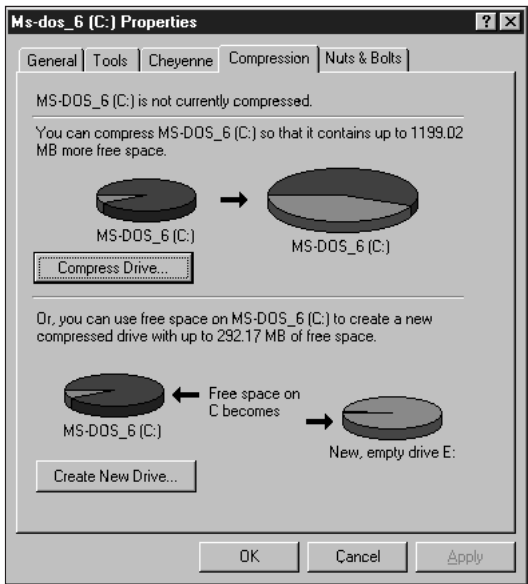 Ms-dos_6 (C:) Properties
General Tools Cheyenne Compression Nuts & Bolts
MS-DOS_6 (C:) is not currently compressed.
You can compress MS-DOS_6 (C:) so that it contains up to 1199.02
MB more free space.
MS-DOS_6 (C:)
MS-DOS_6 (C:)
Compress Drive...
Or, you can use free space on MS-DOS_6 (C:) to create a new
compressed drive with up to 292.17 MB of free space.
Free space on
C becomes
MS-DOS_6 (C:)
New, empty drive E:
Create New Drive...
OK Cancel Apply